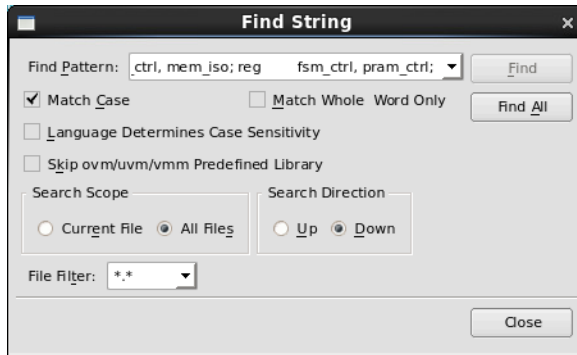 Find String
Find Pattern: _ctrl, mem_iso; reg fsm_ctrl, pram_ctrl; Find
Match Case Match Whole Word Only Find All
Language Determines Case Sensitivity
Skip ovm/uvm/vmm Predefined Library
Search Scope Search Direction
Current File All Files Up Down
File Filter: *.*
Close